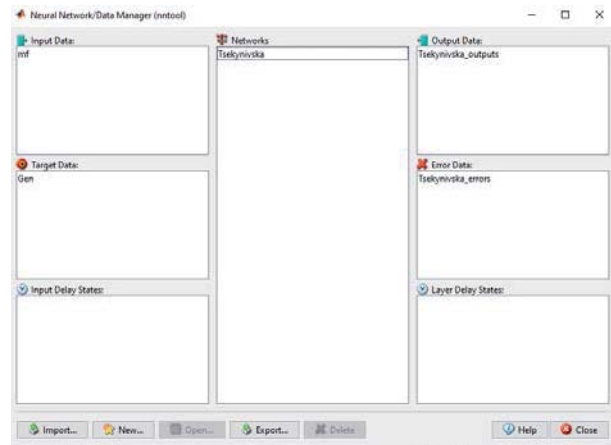 Neural Network/Data Manager (nntool)
Input Data:
mf
Networks
Tsekynivska
Output Data:
Tsekynivska_outputs
Target Data:
Gen
Error Data:
Tsekynivska_errors
Input Delay States:
Layer Delay States:
Import... New... Open... Export... Delete Help Close